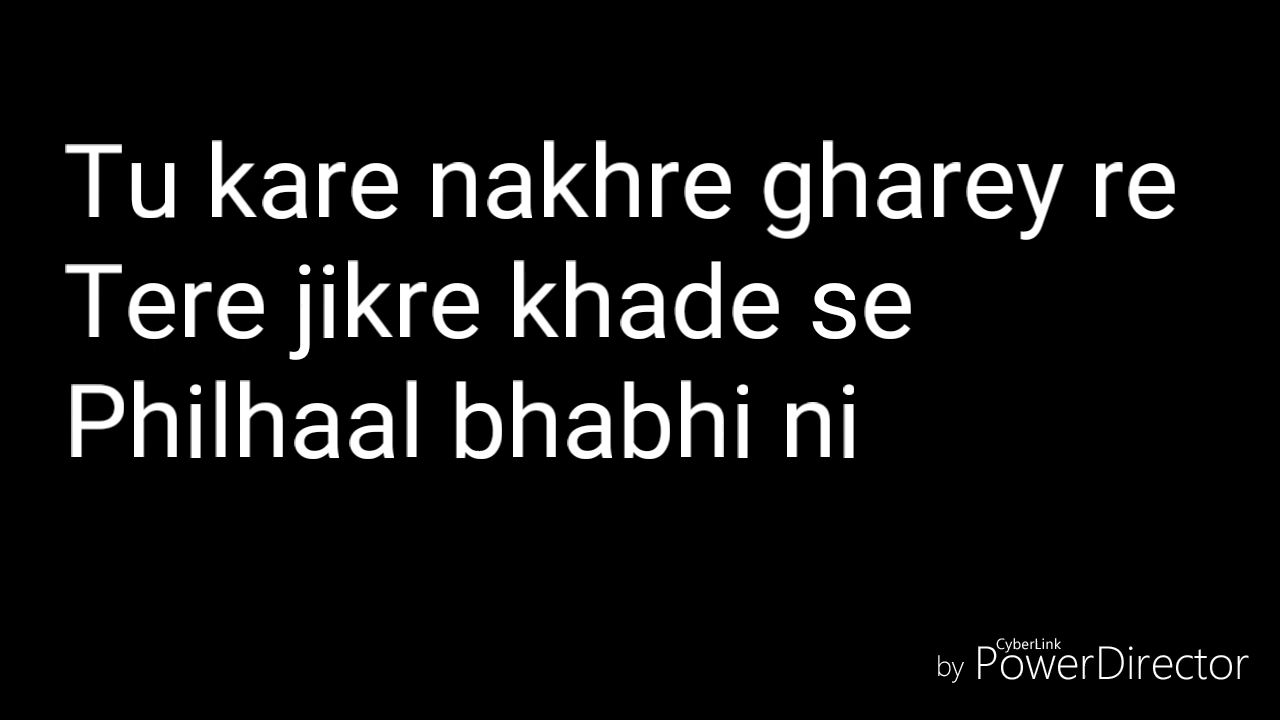 Tu kare nakhre gharey re
Tere jikre khade se
Philhaal bhabhi ni
by CyberLink PowerDirector